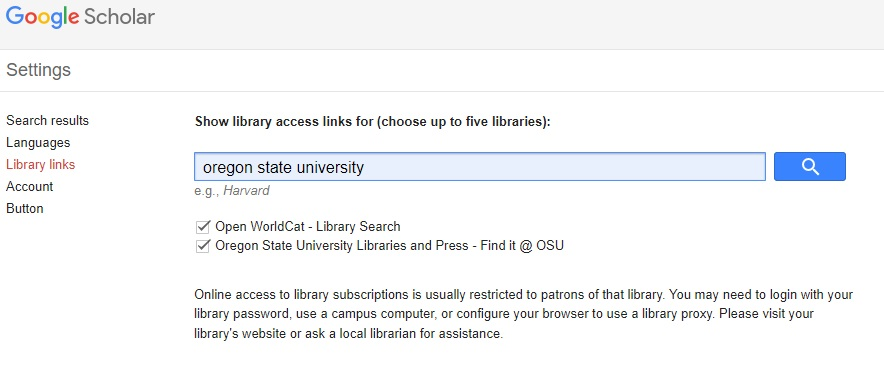 Google Scholar
Settings
Search results
Languages
Library links
Account
Button
Show library access links for (choose up to five libraries):
oregon state university
e.g., Harvard
Open WorldCat - Library Search
Oregon State University Libraries and Press - Find it @ OSU
Online access to library subscriptions is usually restricted to patrons of that library. You may need to login with your
library password, use a campus computer, or configure your browser to use a library proxy. Please visit your
library's website or ask a local librarian for assistance.